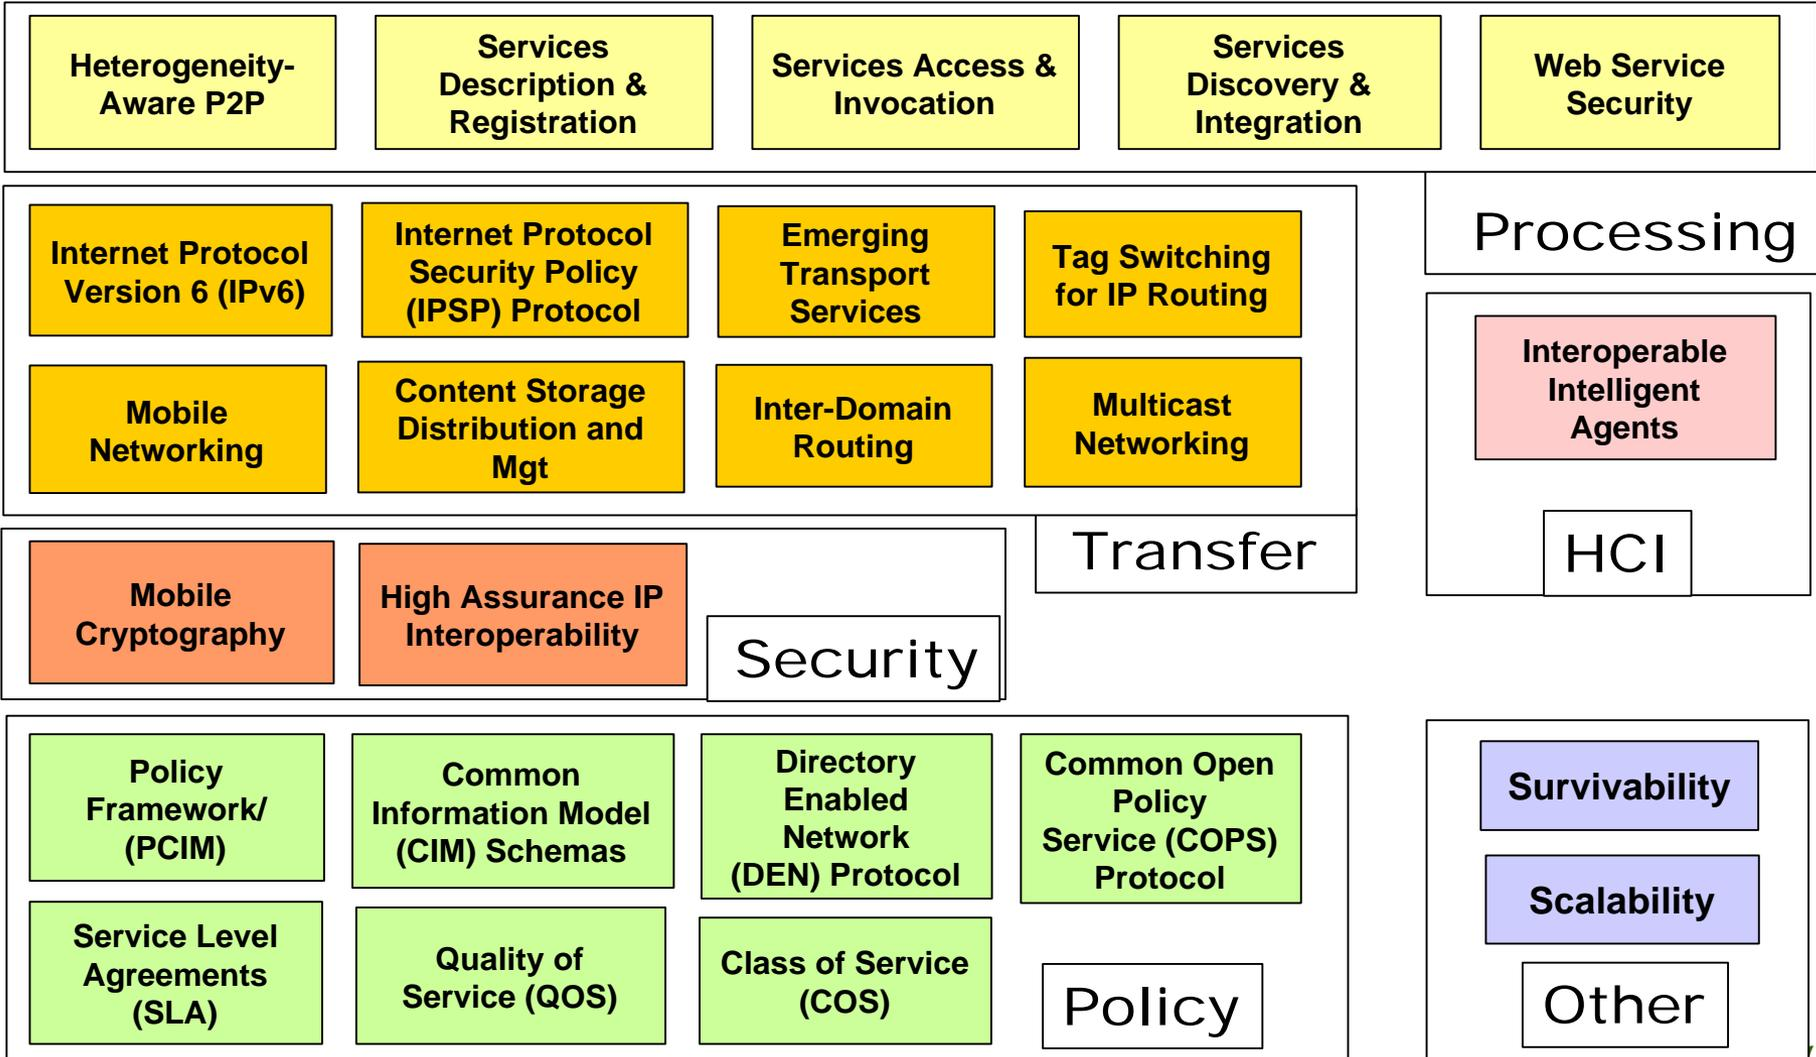 Heterogeneity-
Aware P2P
Services
Description &
Registration
Services Access &
Invocation
Services
Discovery &
Integration
Web Service
Security
Processing
Internet Protocol
Version 6 (IPv6)
Internet Protocol
Security Policy
(IPSP) Protocol
Emerging
Transport
Services
Tag Switching
for IP Routing
Mobile
Networking
Content Storage
Distribution and
Mgt
Inter-Domain
Routing
Multicast
Networking
Transfer
Interoperable
Intelligent
Agents
HCI
Mobile
Cryptography
High Assurance IP
Interoperability
Security
Policy
Framework/
(PCIM)
Common
Information Model
(CIM) Schemas
Directory
Enabled
Network
(DEN) Protocol
Common Open
Policy
Service (COPS)
Protocol
Service Level
Agreements
(SLA)
Quality of
Service (QOS)
Class of Service
(COS)
Policy
Survivability
Scalability
Other